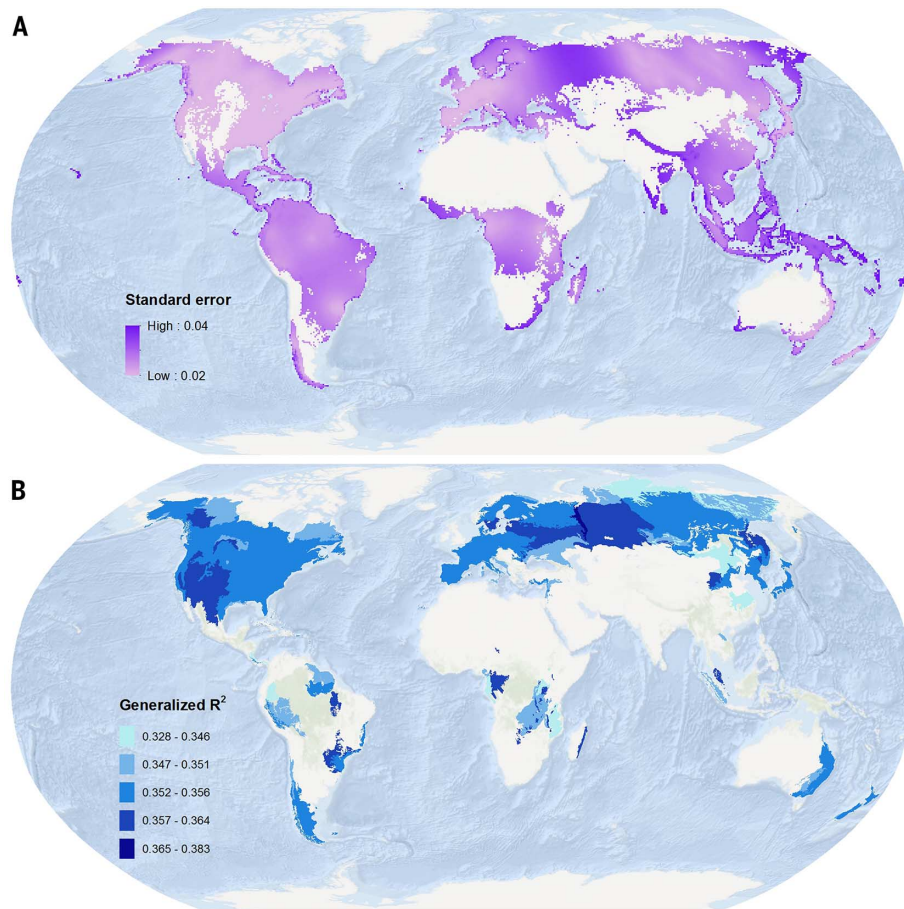 A
Standard error
High : 0.04
Low : 0.02
B
Generalized R²
0.328 - 0.346
0.347 - 0.351
0.352 - 0.356
0.357 - 0.364
0.365 - 0.383